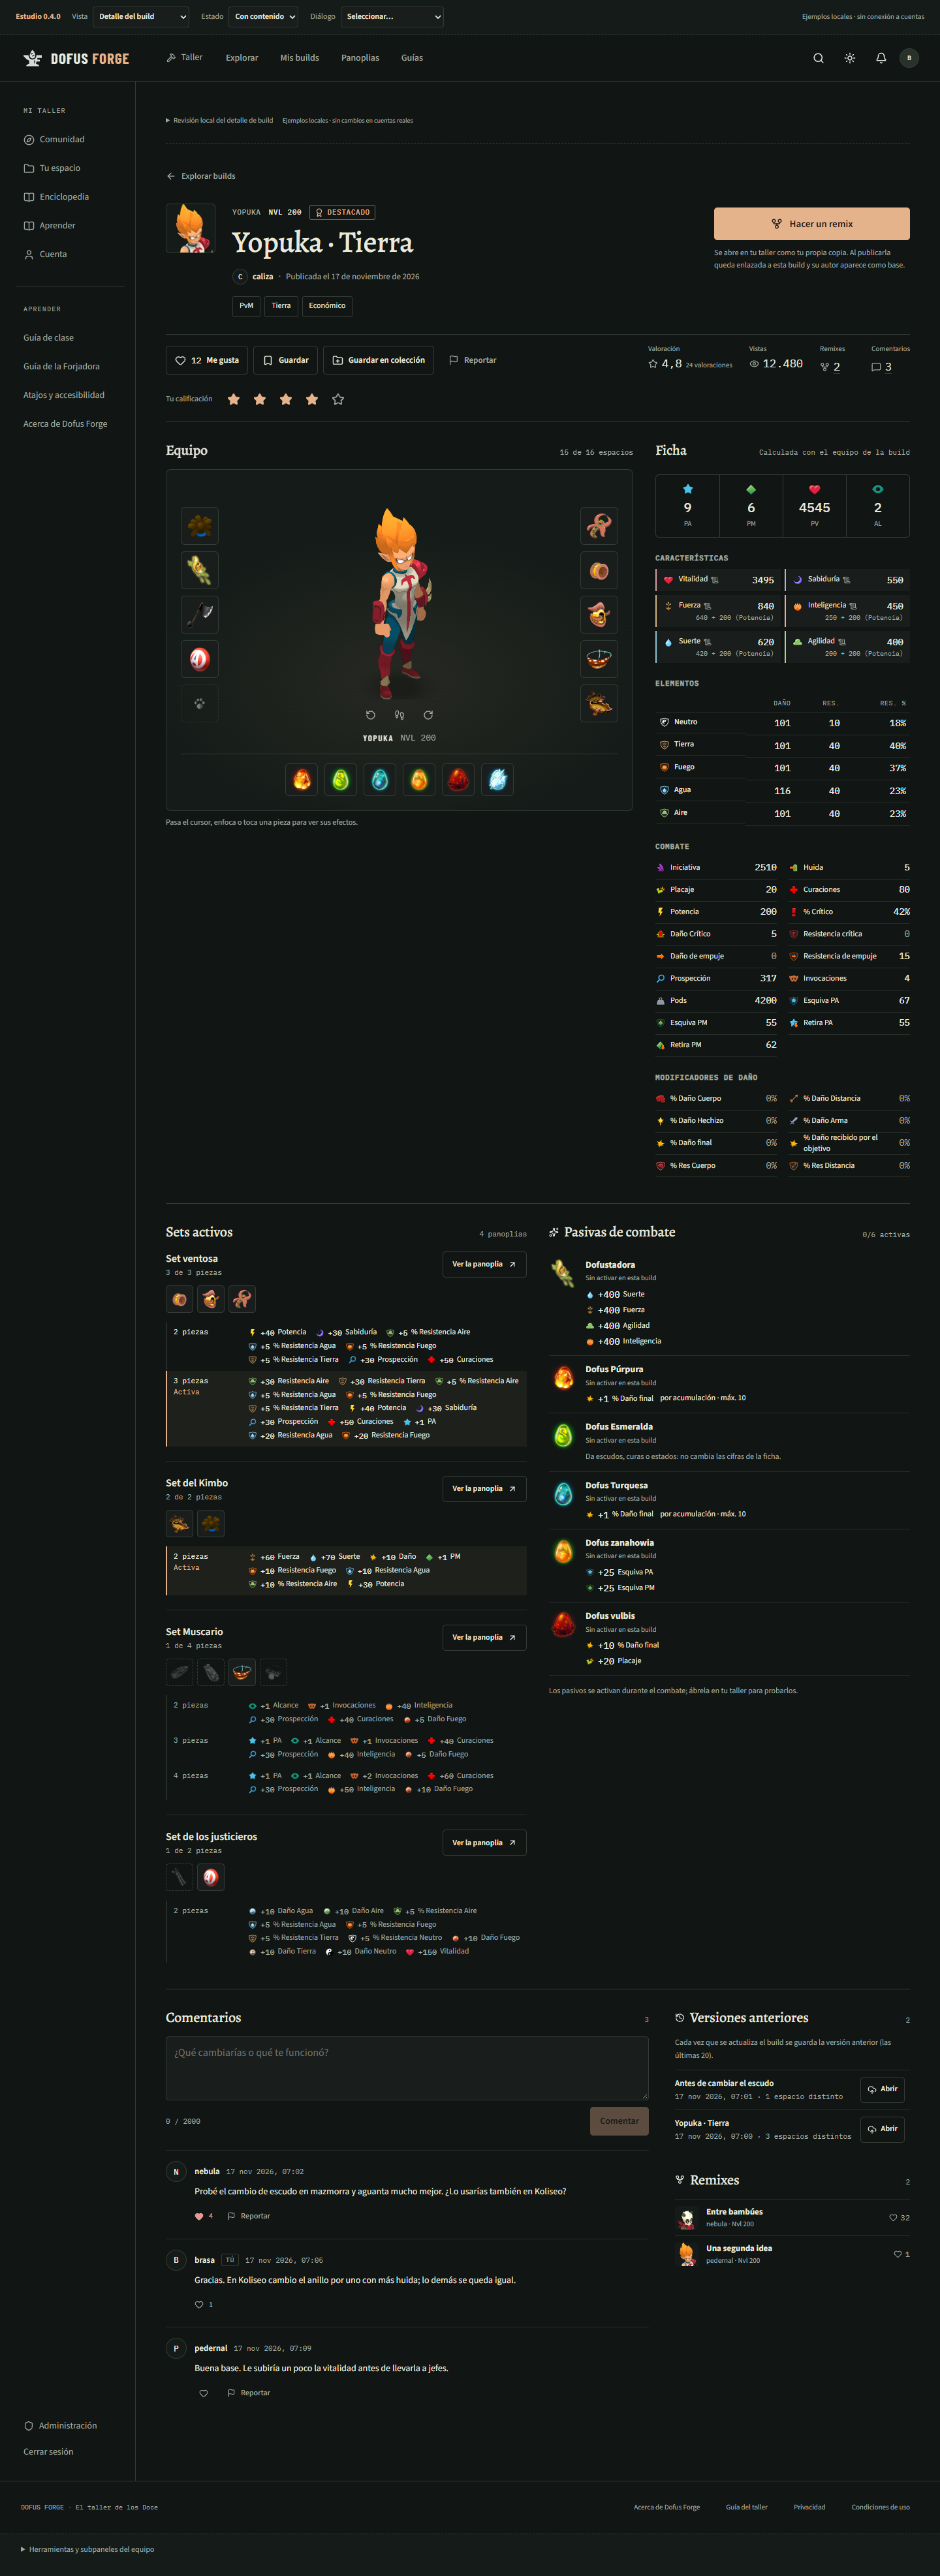 Estudio 0.4.0 Vista Detalle del build Estado Con contenido Diálogo Seleccionar... Ejemplos locales · sin conexión a cuentas
DOFUS FORGE Taller Explorar Mis builds Panoplias Guías B
MI TALLER
Comunidad
Tu espacio
Enciclopedia
Aprender
Cuenta
APRENDER
Guía de clase
Guía de la Forjadora
Atajos y accesibilidad
Acerca de Dofus Forge
Administración
Cerrar sesión
Revisión local del detalle de build Ejemplos locales · sin cambios en cuentas reales
Explorar builds
YOPUKA NVL 200 DESTACADO
Yopuka · Tierra
C caliza · Publicada el 17 de noviembre de 2026
PvM Tierra Económico
Hacer un remix
Se abre en tu taller como tu propia copia. Al publicarla
queda enlazada a esta build y su autor aparece como base.
12 Me gusta Guardar Guardar en colección Reportar
Valoración Vistas Remixes Comentarios
4,8 24 valoraciones 12.480 2 3
Tu calificación
Equipo 15 de 16 espacios
YOPUKA NVL 200
Pasa el cursor, enfoca o toca una pieza para ver sus efectos.
Ficha Calculada con el equipo de la build
9 6 4545 2
PA PM PV AL
CARACTERÍSTICAS
Vitalidad 3495 Sabiduría 550
Fuerza 840 Inteligencia 450
640 + 200 (Potencia) 250 + 200 (Potencia)
Suerte 620 Agilidad 400
420 + 200 (Potencia) 200 + 200 (Potencia)
ELEMENTOS
DAÑO RES. RES. %
Neutro 101 10 18%
Tierra 101 40 40%
Fuego 101 40 37%
Agua 116 40 23%
Aire 101 40 23%
COMBATE
Iniciativa 2510 Huida 5
Placaje 20 Curaciones 80
Potencia 200 % Crítico 42%
Daño Crítico 5 Resistencia crítica 0
Daño de empuje 0 Resistencia de empuje 15
Prospección 317 Invocaciones 4
Pods 4200 Esquiva PA 67
Esquiva PM 55 Retira PA 55
Retira PM 62
MODIFICADORES DE DAÑO
% Daño Cuerpo 0% % Daño Distancia 0%
% Daño Hechizo 0% % Daño Arma 0%
% Daño final 0% % Daño recibido por el objetivo 0%
% Res Cuerpo 0% % Res Distancia 0%
Sets activos 4 panoplias
Set ventosa Ver la panoplia
3 de 3 piezas
2 piezas +40 Potencia +30 Sabiduría +5 % Resistencia Aire
+5 % Resistencia Agua +5 % Resistencia Fuego
+5 % Resistencia Tierra +30 Prospección +50 Curaciones
3 piezas +30 Resistencia Aire +30 Resistencia Tierra +5 % Resistencia Aire
Activa +5 % Resistencia Agua +5 % Resistencia Fuego
+5 % Resistencia Tierra +40 Potencia +30 Sabiduría
+30 Prospección +50 Curaciones +1 PA
+20 Resistencia Agua +20 Resistencia Fuego
Set del Kimbo Ver la panoplia
2 de 2 piezas
2 piezas +60 Fuerza +70 Suerte +10 Daño +1 PM
Activa +10 Resistencia Fuego +10 Resistencia Agua
+10 % Resistencia Aire +30 Potencia
Set Muscario Ver la panoplia
1 de 4 piezas
2 piezas +1 Alcance +1 Invocaciones +40 Inteligencia
+30 Prospección +40 Curaciones +5 Daño Fuego
3 piezas +1 PA +1 Alcance +1 Invocaciones +40 Curaciones
+30 Prospección +40 Inteligencia +5 Daño Fuego
4 piezas +1 PA +1 Alcance +2 Invocaciones +60 Curaciones
+30 Prospección +50 Inteligencia +10 Daño Fuego
Set de los justicieros Ver la panoplia
1 de 2 piezas
2 piezas +10 Daño Agua +10 Daño Aire +5 % Resistencia Aire
+5 % Resistencia Agua +5 % Resistencia Fuego
+5 % Resistencia Tierra +5 % Resistencia Neutro +10 Daño Fuego
+10 Daño Tierra +10 Daño Neutro +150 Vitalidad
Pasivas de combate 0/6 activas
Dofustadora
Sin activar en esta build
+400 Suerte
+400 Fuerza
+400 Agilidad
+400 Inteligencia
Dofus Púrpura
Sin activar en esta build
+1 % Daño final por acumulación · máx. 10
Dofus Esmeralda
Sin activar en esta build
Da escudos, curas o estados: no cambia las cifras de la ficha.
Dofus Turquesa
Sin activar en esta build
+1 % Daño final por acumulación · máx. 10
Dofus zanahowia
Sin activar en esta build
+25 Esquiva PA
+25 Esquiva PM
Dofus vulbis
Sin activar en esta build
+10 % Daño final
+20 Placaje
Los pasivos se activan durante el combate; ábrela en tu taller para probarlos.
Comentarios 3
¿Qué cambiarías o qué te funcionó?
0 / 2000 Comentar
N nebula 17 nov 2026, 07:02
Probé el cambio de escudo en mazmorra y aguanta mucho mejor. ¿Lo usarías también en Koliseo?
4 Reportar
B brasa TÚ 17 nov 2026, 07:05
Gracias. En Koliseo cambio el anillo por uno con más huida; lo demás se queda igual.
1
P pedernal 17 nov 2026, 07:09
Buena base. Le subiría un poco la vitalidad antes de llevarla a jefes.
Reportar
Versiones anteriores 2
Cada vez que se actualiza el build se guarda la versión anterior (las
últimas 20).
Antes de cambiar el escudo Abrir
17 nov 2026, 07:01 · 1 espacio distinto
Yopuka · Tierra Abrir
17 nov 2026, 07:00 · 3 espacios distintos
Remixes 2
Entre bambúes 32
nebula · Nvl 200
Una segunda idea 1
pedernal · Nvl 200
DOFUS FORGE · El taller de los Doce Acerca de Dofus Forge Guía del taller Privacidad Condiciones de uso
Herramientas y subpaneles del equipo